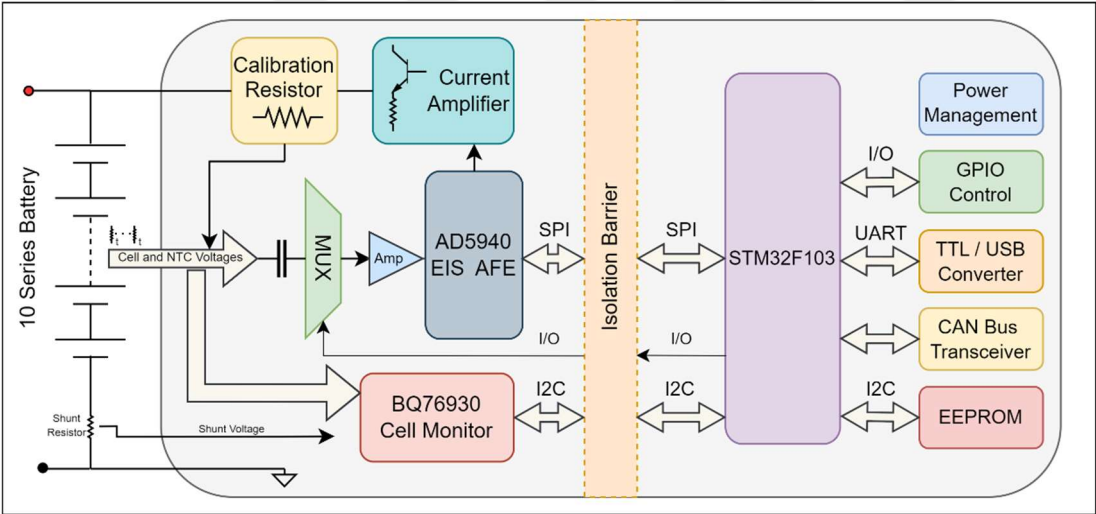 10 Series Battery
Calibration
Resistor
Current
Amplifier
t
t
Cell and NTC Voltages
MUX
Amp
AD5940
EIS AFE
SPI
I/O
BQ76930
Cell Monitor
I2C
Shunt
Resistor
Shunt Voltage
Isolation Barrier
SPI
I/O
I2C
STM32F103
Power
Management
I/O
GPIO
Control
UART
TTL / USB
Converter
CAN Bus
Transceiver
I2C
EEPROM